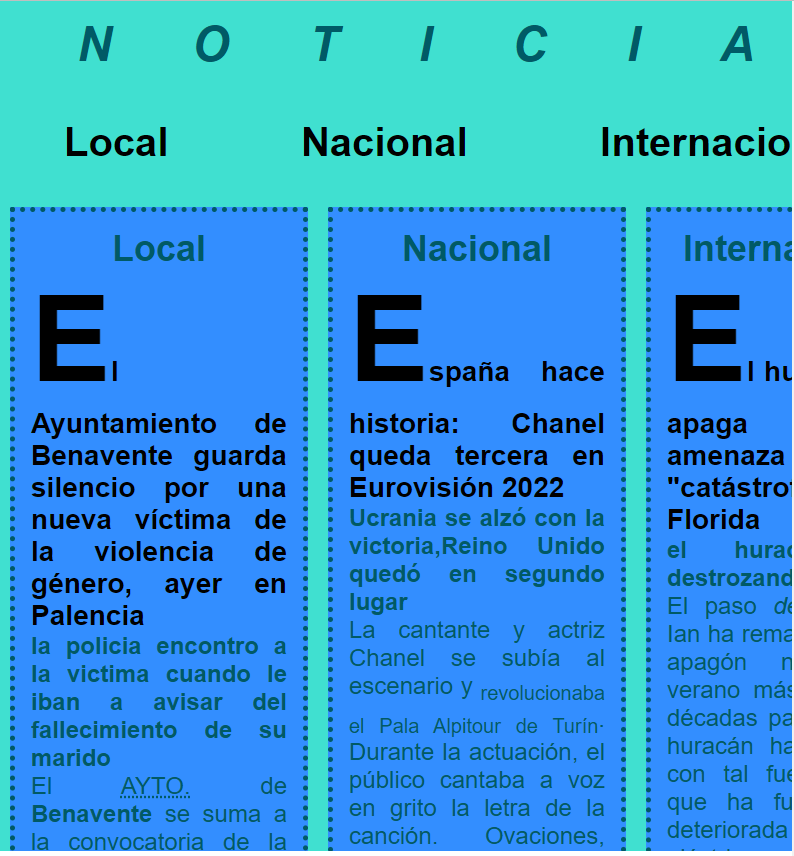 N O T I C I A
Local Nacional Internacio
Local
El
Ayuntamiento de
Benavente guarda
silencio por una
nueva víctima de
la violencia de
género, ayer en
Palencia
la policia encontro a
la victima cuando le
iban a avisar del
fallecimiento de su
marido
El AYTO. de
Benavente se suma a
la convocatoria de la
Nacional
España hace
historia: Chanel
queda tercera en
Eurovisión 2022
Ucrania se alzó con la
victoria,Reino Unido
quedó en segundo
lugar
La cantante y actriz
Chanel se subía al
escenario y revolucionaba
el Pala Alpitour de Turín·
Durante la actuación, el
público cantaba a voz
en grito la letra de la
canción. Ovaciones,
Interna
El hu
apaga
amenaza
"catástrof
Florida
el hurac
destrozand
El paso de
Ian ha rema
apagón n
verano más
décadas pa
huracán ha
con tal fue
que ha fu
deteriorada